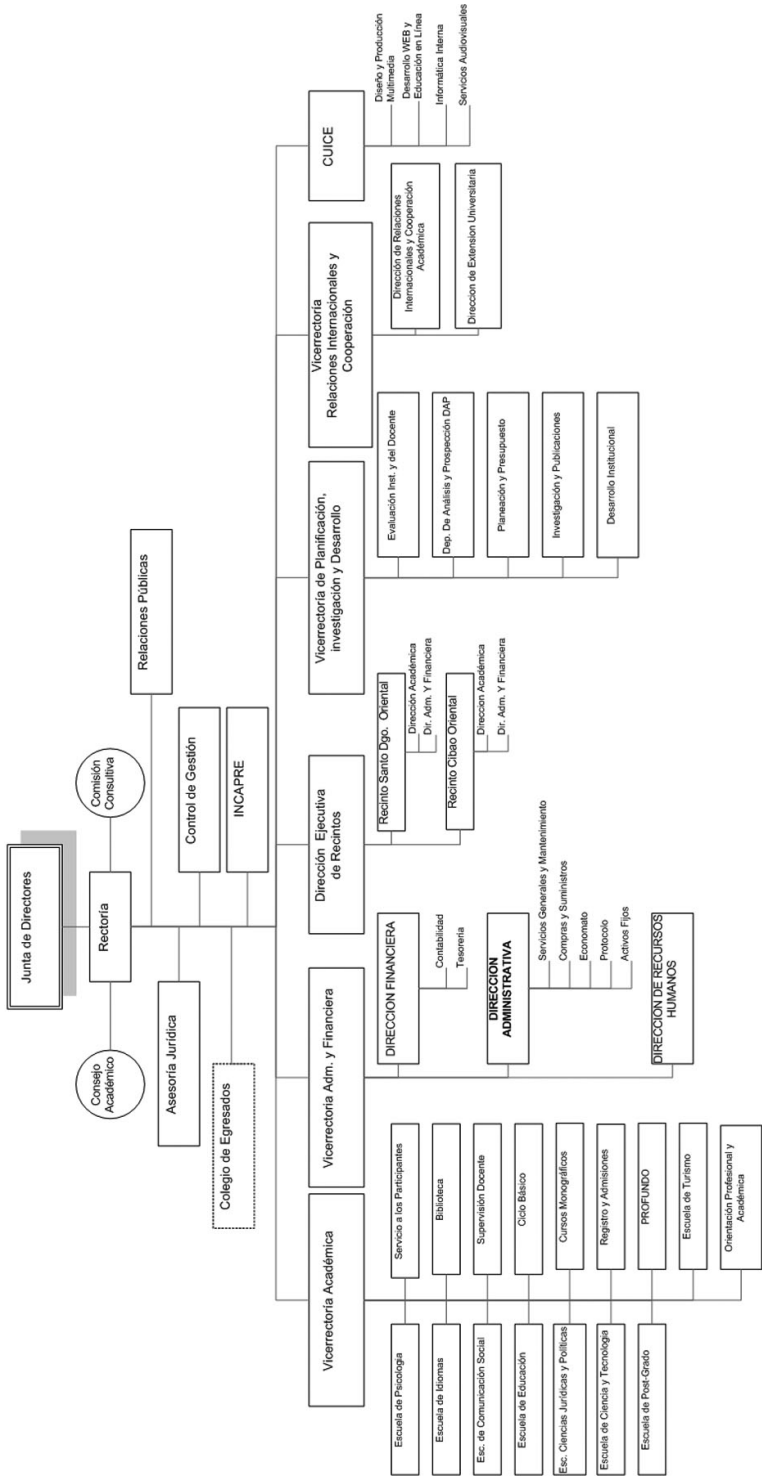 Junta de Directores
Consejo
Académico
Rectoría
Comisión
Consultiva
Relaciones Públicas
Asesoría Jurídica
Control de Gestión
Colegio de Egresados
INCAPRE
Vicerrectoría Académica
Vicerrectoria Adm. y Financiera
Dirección Ejecutiva
de Recintos
Vicerrectoría de Planificación,
investigación y Desarrollo
Vicerrectoría
Relaciones Internacionales y
Cooperación
CUICE
Escuela de Psicologia
Servicio a los Participantes
Escuela de Idiomas
Biblioteca
Esc. de Comunicación Social
Supervisión Docente
Escuela de Educación
Ciclo Básico
Esc. Ciencias Jurídicas y Políticas
Cursos Monográficos
Escuela de Ciencia y Tecnologia
Registro y Admisiones
Escuela de Post-Grado
PROFUNDO
Escuela de Turismo
Orientación Profesional y
Académica
DIRECCION FINANCIERA
Contabilidad
Tesoreria
DIRECCION
ADMINISTRATIVA
Servicios Generales y Mantenimiento
Compras y Suministros
Economato
Protocolo
Activos Fijos
DIRECCION DE RECURSOS
HUMANOS
Recinto Santo Dgo. Oriental
Dirección Académica
Dir. Adm. Y Financiera
Recinto Cibao Oriental
Direccion Académica
Dir. Adm. Y Financiera
Evaluación Inst. y del Docente
Dep. De Análisis y Prospección DAP
Planeación y Presupuesto
Investigación y Publicaciones
Desarrollo Institucional
Dirección de Relaciones
Internacionales y Cooperación
Académica
Direccion de Extension Universitaria
Diseño y Producción
Multimedia
Desarrollo WEB y
Educación en Línea
Informática Interna
Servicios Audiovisuales